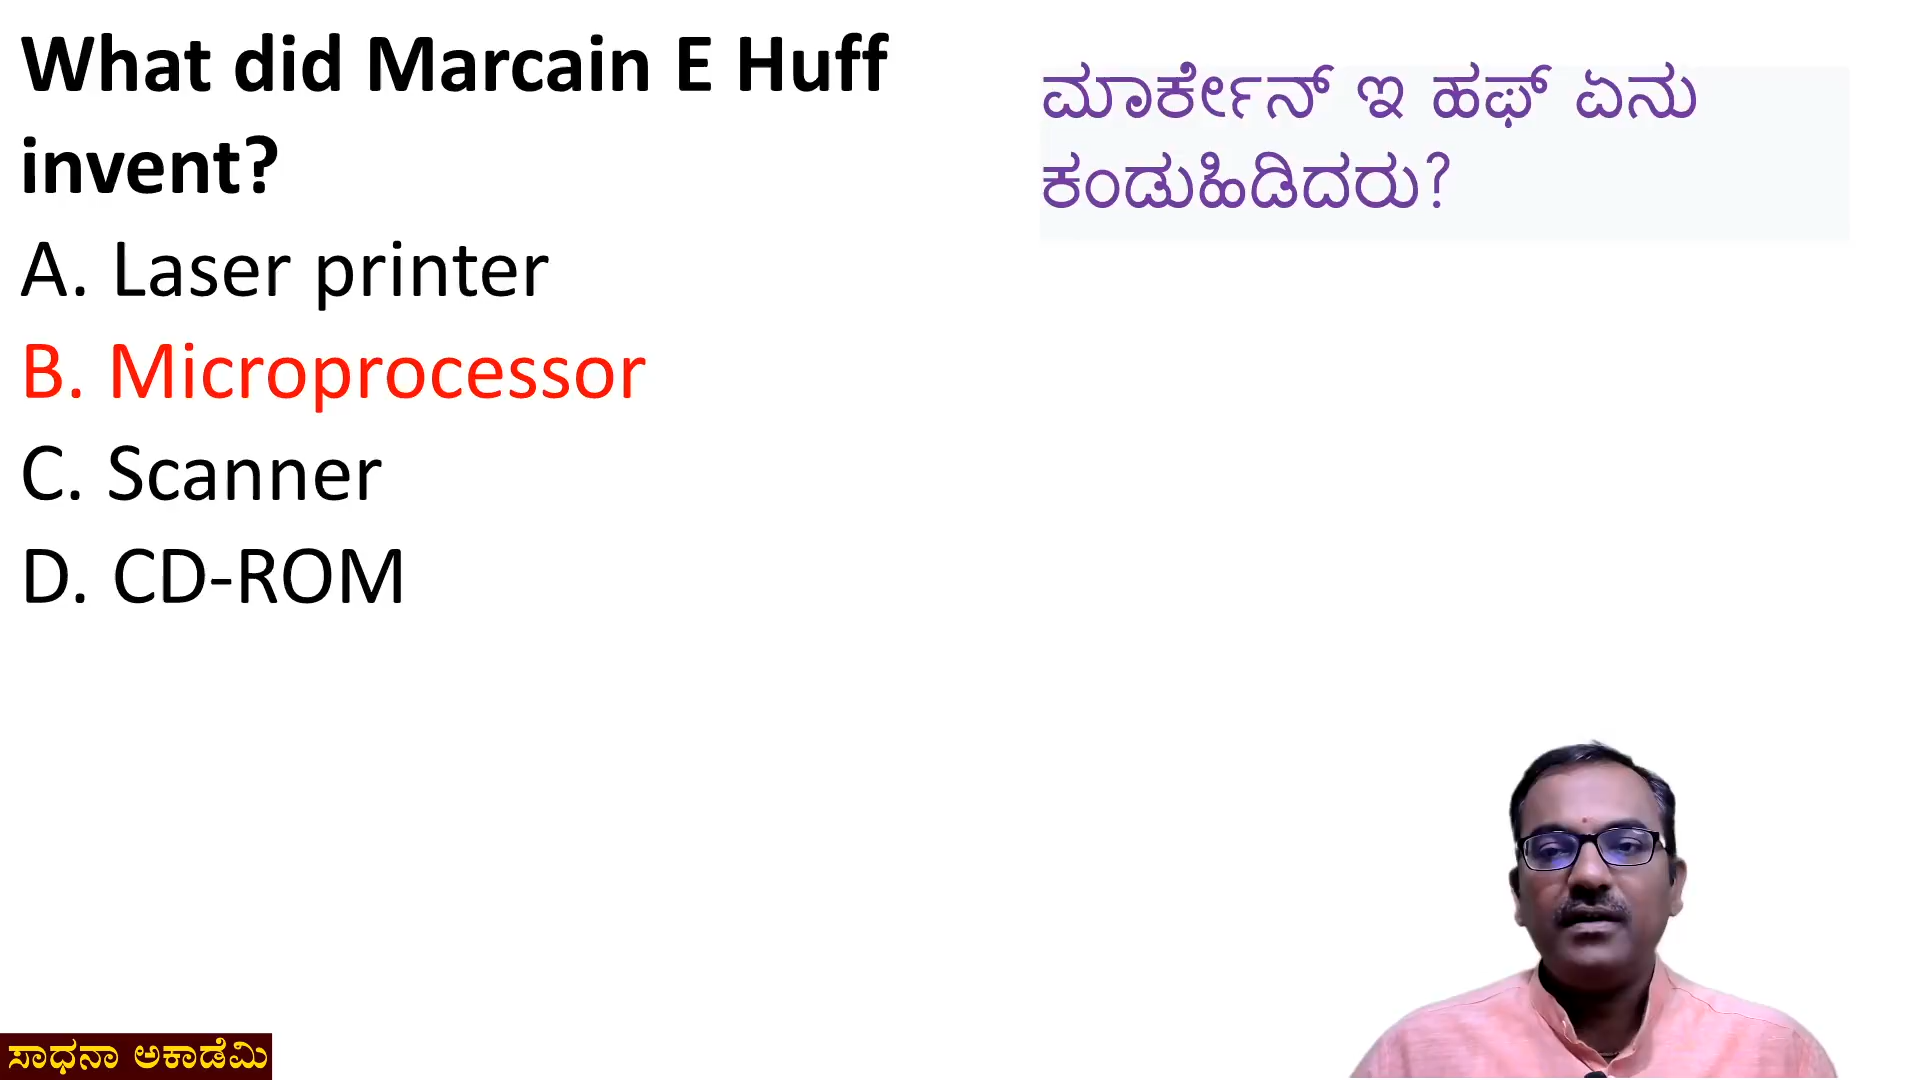 What did Marcain E Huff
invent?
A. Laser printer
B. Microprocessor
C. Scanner
D. CD-ROM
ಮಾರ್ಕೇನ್ ಇ ಹಫ್ ಏನು
ಕಂಡುಹಿಡಿದರು?
ಸಾಧನಾ ಅಕಾಡೆಮಿ